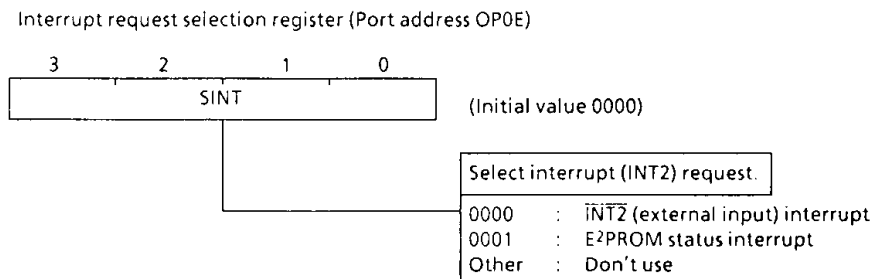 Interrupt request selection register (Port address OP0E)
3 2 1 0
SINT
(Initial value 0000)
Select interrupt (INT2) request.
0000 : INT2 (external input) interrupt
0001 : E²PROM status interrupt
Other : Don't use